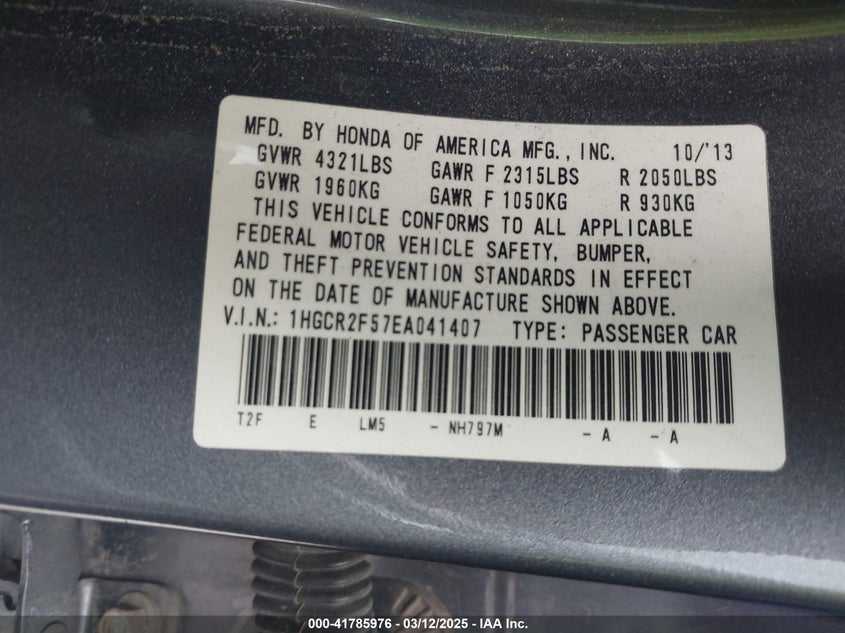 MFD. BY HONDA OF AMERICA MFG., INC. 10/'13
GVWR 4321LBS GAWR F 2315LBS R 2050LBS
GVWR 1960KG GAWR F 1050KG R 930KG
THIS VEHICLE CONFORMS TO ALL APPLICABLE
FEDERAL MOTOR VEHICLE SAFETY, BUMPER,
AND THEFT PREVENTION STANDARDS IN EFFECT
ON THE DATE OF MANUFACTURE SHOWN ABOVE.
V.I.N.: 1HGCR2F57EA041407 TYPE: PASSENGER CAR
T2F E LM5 - NH797M - A - A
000-41785976 - 03/12/2025 - IAA Inc.